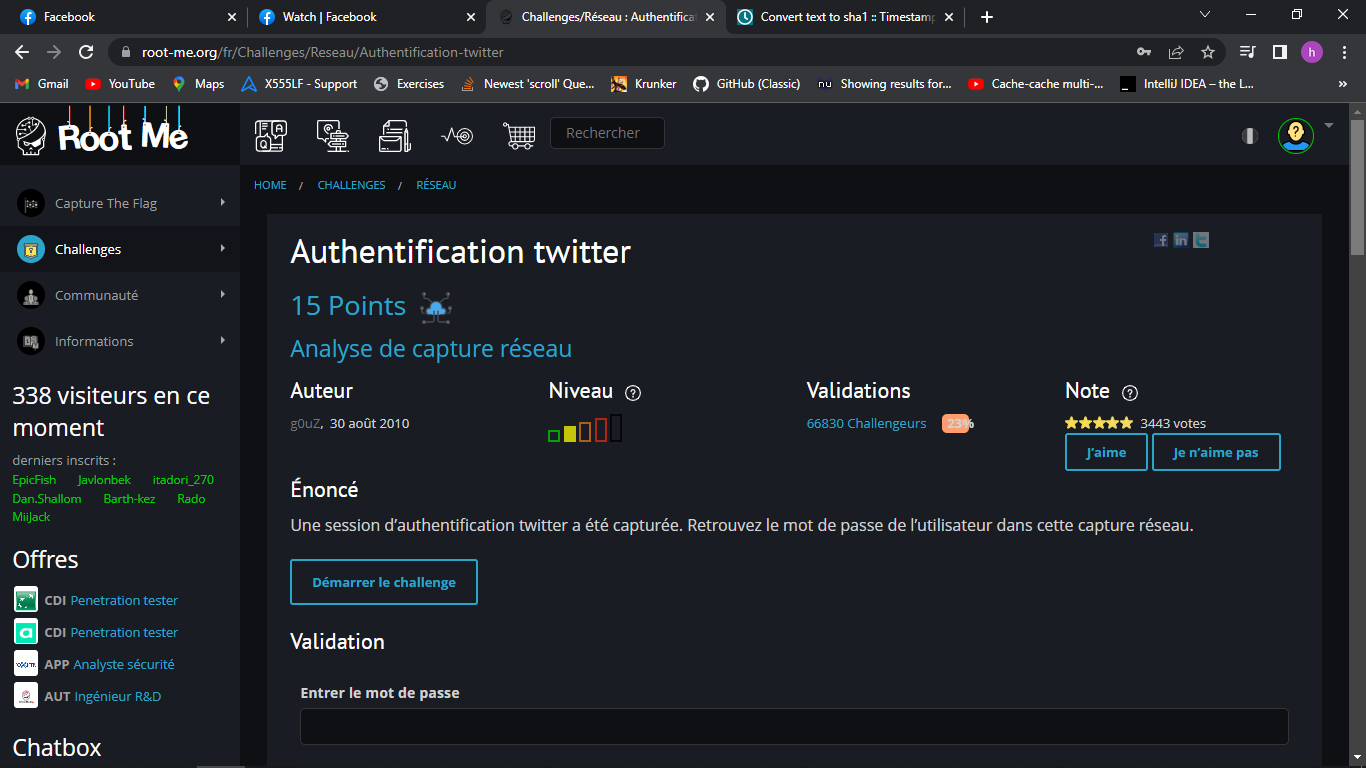 Facebook
Watch | Facebook
Challenges/Réseau : Authentificat
Convert text to sha1 :: Timestamp
root-me.org/fr/Challenges/Reseau/Authentification-twitter
h
Gmail YouTube Maps X555LF - Support Exercises Newest 'scroll' Que... Krunker GitHub (Classic) nu Showing results for... Cache-cache multi-... IntelliJ IDEA – the L... »
Root Me
Rechercher
Capture The Flag
Challenges
Communauté
Informations
338 visiteurs en ce
moment
derniers inscrits :
EpicFish Javlonbek itadori_270
Dan.Shallom Barth-kez Rado
MiiJack
Offres
CDI Penetration tester
CDI Penetration tester
APP Analyste sécurité
AUT Ingénieur R&D
Chatbox
HOME / CHALLENGES / RÉSEAU
Authentification twitter
15 Points
Analyse de capture réseau
Auteur
g0uZ, 30 août 2010
Niveau
Validations
66830 Challengeurs 23%
Note
3443 votes
J'aime Je n'aime pas
Énoncé
Une session d'authentification twitter a été capturée. Retrouvez le mot de passe de l'utilisateur dans cette capture réseau.
Démarrer le challenge
Validation
Entrer le mot de passe